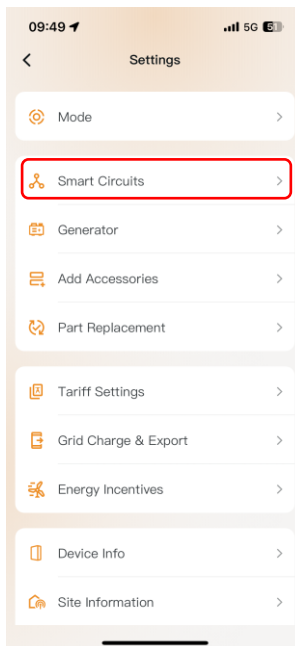 09:49 5G 51
Settings
Mode
Smart Circuits
Generator
Add Accessories
Part Replacement
Tariff Settings
Grid Charge & Export
Energy Incentives
Device Info
Site Information